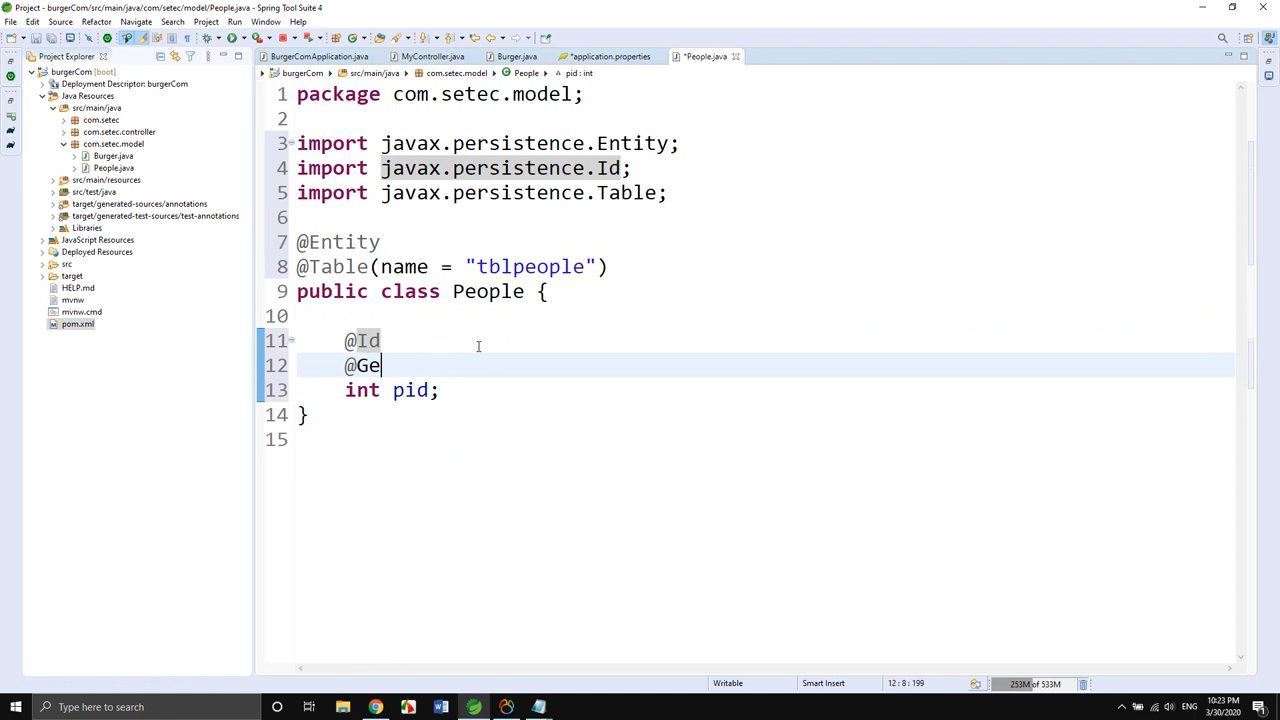 Project - burgerCom/src/main/java/com/setec/model/People.java - Spring Tool Suite 4
File Edit Source Refactor Navigate Search Project Run Window Help
Project Explorer
BurgerComApplication.java MyController.java Burger.java *application.properties *People.java
burgerCom src/main/java com.setec.model People pid : int
burgerCom [boot]
Deployment Descriptor: burgerCom
Java Resources
src/main/java
com.setec
com.setec.controller
com.setec.model
Burger.java
People.java
src/main/resources
src/test/java
target/generated-sources/annotations
target/generated-test-sources/test-annotations
Libraries
JavaScript Resources
Deployed Resources
src
target
HELP.md
mvnw
mvnw.cmd
pom.xml
1 package com.setec.model;
2
3 import javax.persistence.Entity;
4 import javax.persistence.Id;
5 import javax.persistence.Table;
6
7 @Entity
8 @Table(name = "tblpeople")
9 public class People {
10
11 @Id
12 @Ge
13 int pid;
14 }
15
Writable Smart Insert 12 : 8 : 199 253M of 533M
Type here to search
ENG 10:23 PM
3/30/2020